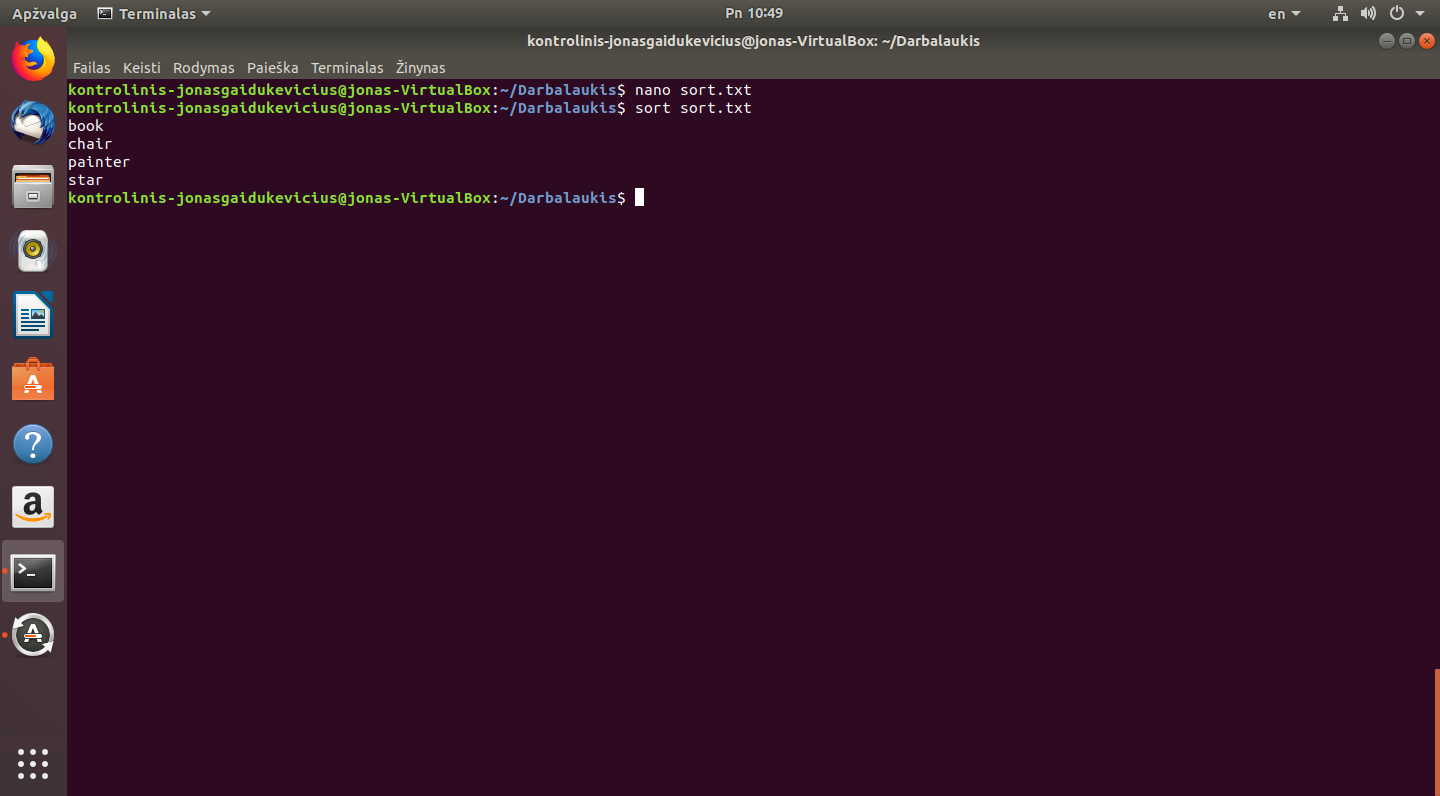 Apžvalga Terminalas Pn 10:49 en
kontrolinis-jonasgaidukevicius@jonas-VirtualBox: ~/Darbalaukis
Failas Keisti Rodymas Paieška Terminalas Žinynas
kontrolinis-jonasgaidukevicius@jonas-VirtualBox:~/Darbalaukis$ nano sort.txt
kontrolinis-jonasgaidukevicius@jonas-VirtualBox:~/Darbalaukis$ sort sort.txt
book
chair
painter
star
kontrolinis-jonasgaidukevicius@jonas-VirtualBox:~/Darbalaukis$